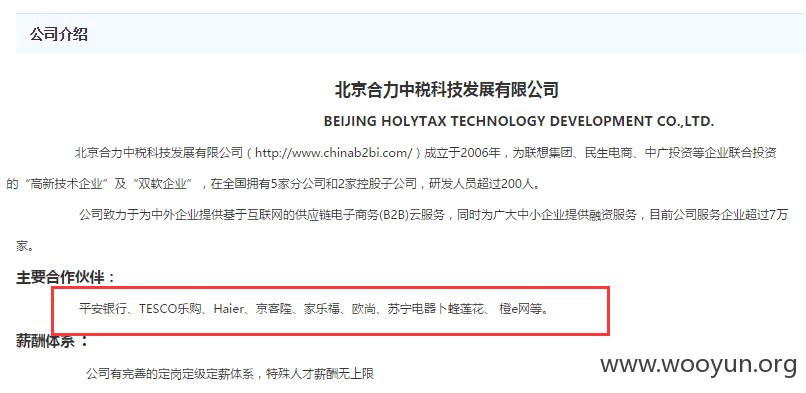 公司介绍
北京合力中税科技发展有限公司
BEIJING HOLYTAX TECHNOLOGY DEVELOPMENT CO.,LTD.
北京合力中税科技发展有限公司（http://www.chinab2bi.com/）成立于2006年，为联想集团、民生电商、中广投资等企业联合投资
的“高新技术企业”及“双软企业”，在全国拥有5家分公司和2家控股子公司，研发人员超过200人。
公司致力于为中外企业提供基于互联网的供应链电子商务(B2B)云服务，同时为广大中小企业提供融资服务，目前公司服务企业超过7万
家。
主要合作伙伴：
平安银行、TESCO乐购、Haier、京客隆、家乐福、欧尚、苏宁电器卜蜂莲花、 橙e网等。
薪酬体系 ：
公司有完善的定岗定级定薪体系，特殊人才薪酬无上限
www.wooyun.org